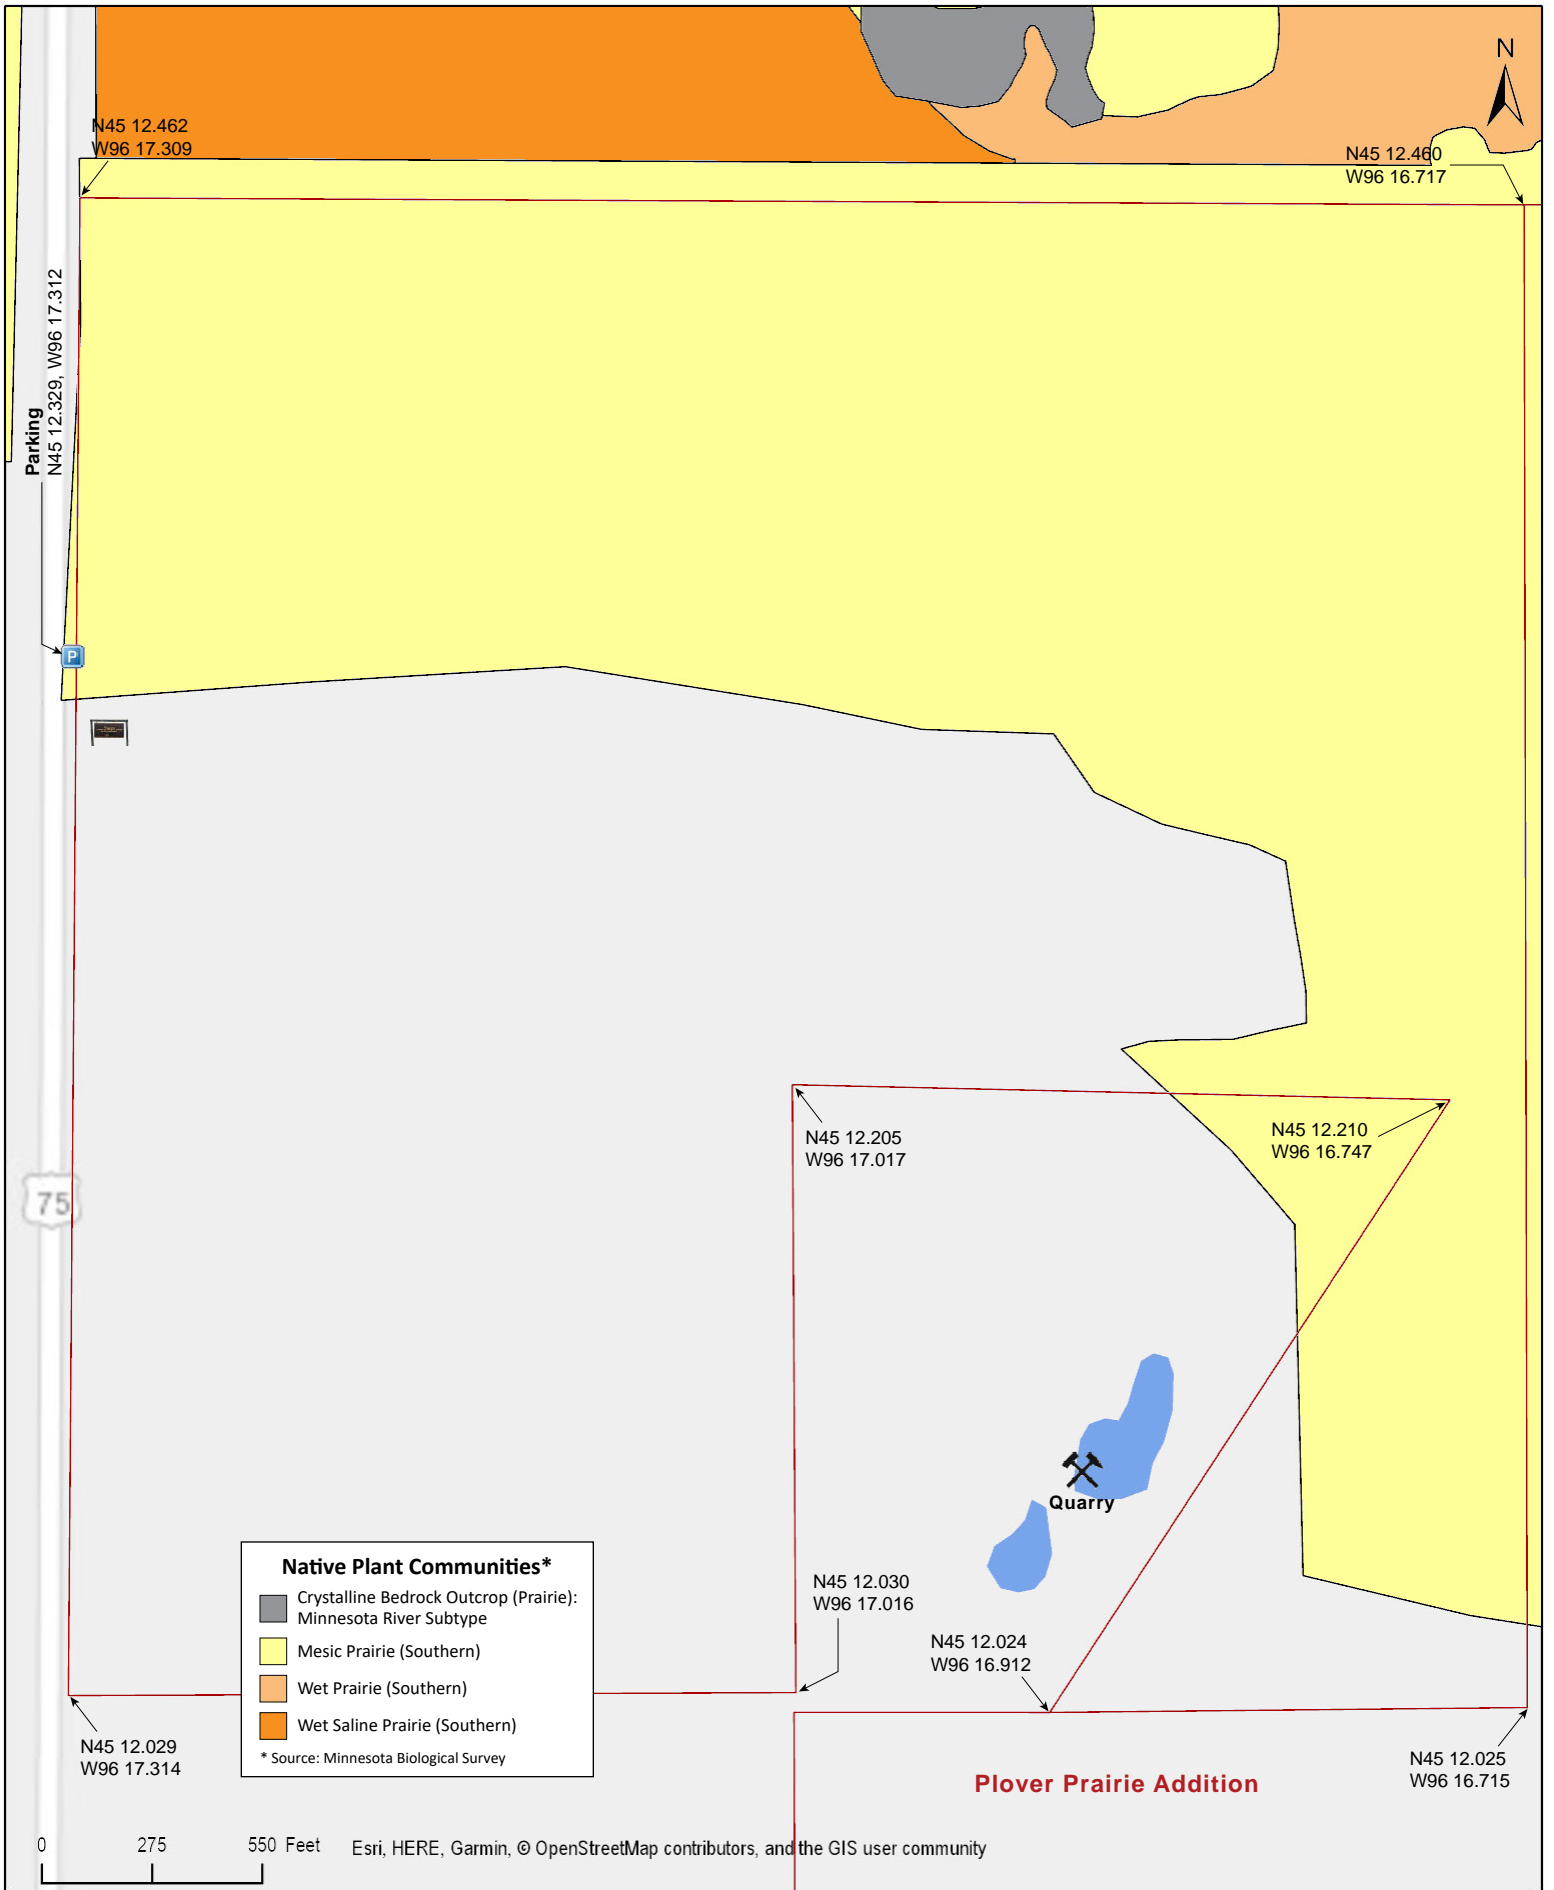 N
N45 12.462
W96 17.309
N45 12.460
W96 16.717
Parking
N45 12.329, W96 17.312
P
N45 12.205
W96 17.017
N45 12.210
W96 16.747
75
Quarry
N45 12.030
W96 17.016
N45 12.024
W96 16.912
N45 12.029
W96 17.314
N45 12.025
W96 16.715
Native Plant Communities*
Crystalline Bedrock Outcrop (Prairie):
Minnesota River Subtype
Mesic Prairie (Southern)
Wet Prairie (Southern)
Wet Saline Prairie (Southern)
* Source: Minnesota Biological Survey
Plover Prairie Addition
0 275 550 Feet
Esri, HERE, Garmin, © OpenStreetMap contributors, and the GIS user community